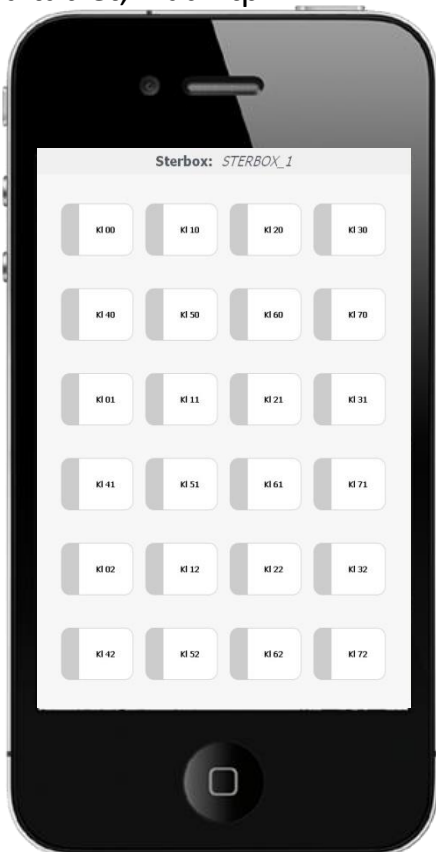 Sterbox: STERBOX_1
Kl 00 Kl 10 Kl 20 Kl 30
Kl 40 Kl 50 Kl 60 Kl 70
Kl 01 Kl 11 Kl 21 Kl 31
Kl 41 Kl 51 Kl 61 Kl 71
Kl 02 Kl 12 Kl 22 Kl 32
Kl 42 Kl 52 Kl 62 Kl 72